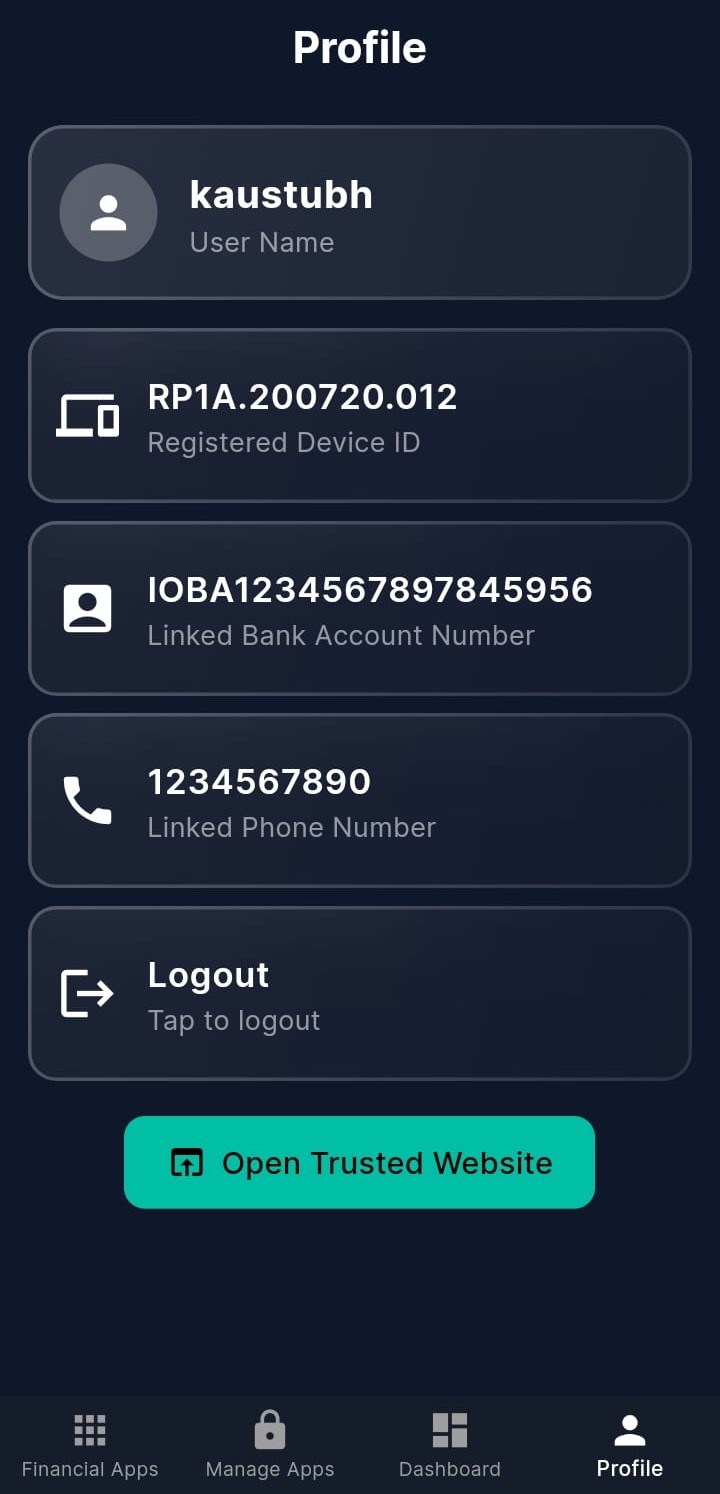 Profile
kaustubh
User Name
RP1A.200720.012
Registered Device ID
IOBA1234567897845956
Linked Bank Account Number
1234567890
Linked Phone Number
Logout
Tap to logout
Open Trusted Website
Financial Apps
Manage Apps
Dashboard
Profile